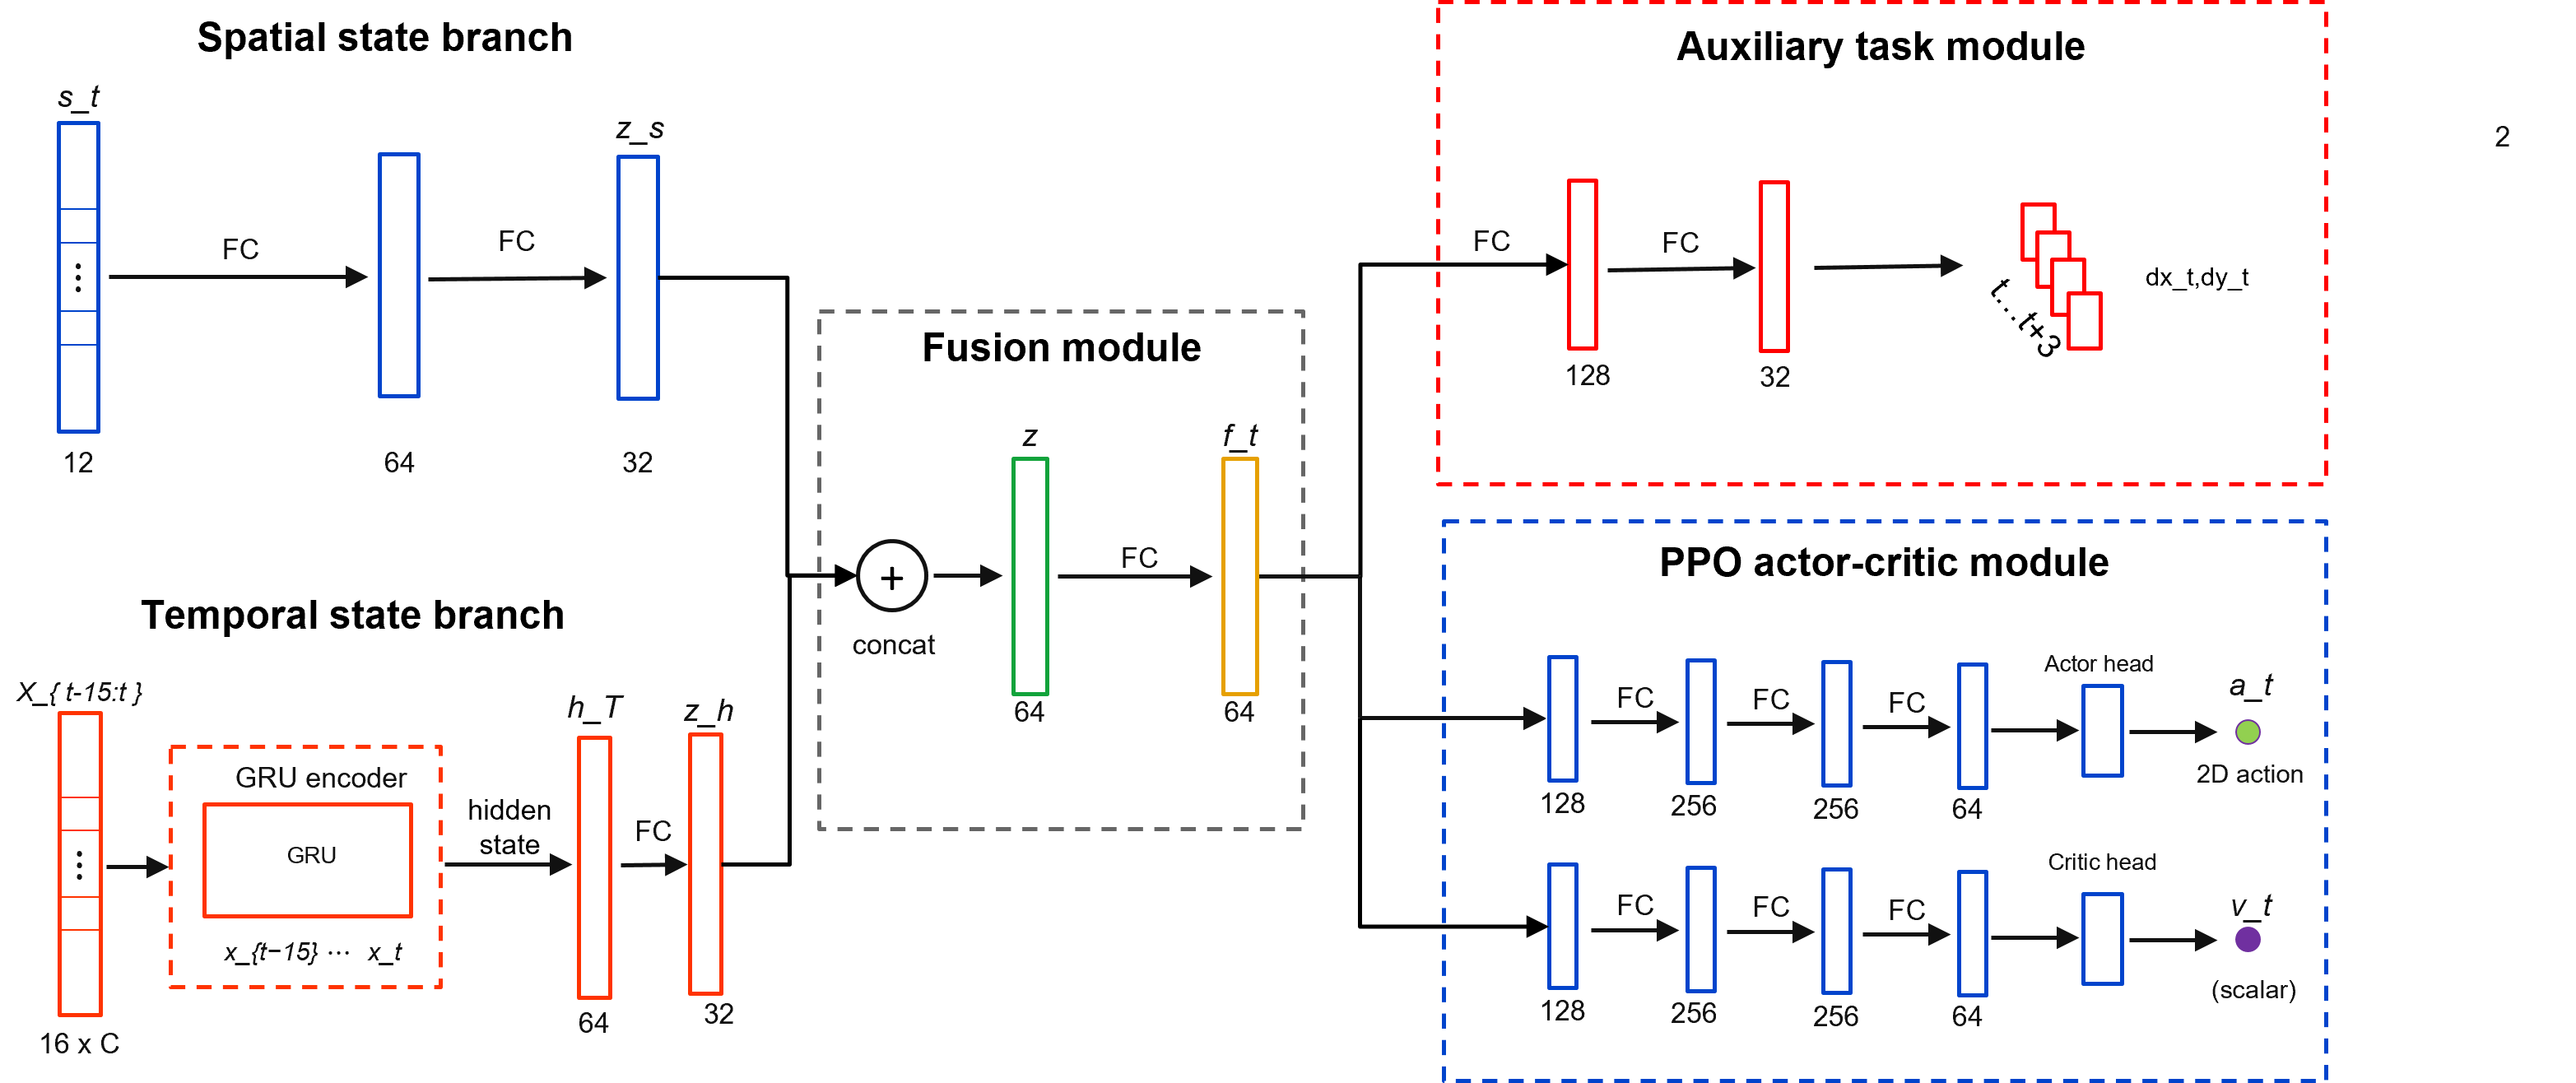 Spatial state branch
s_t
FC
FC
z_s
12
64
32
Temporal state branch
X_{ t-15:t }
16 x C
GRU encoder
GRU
x_{t−15} ⋯ x_t
hidden
state
h_T
64
FC
z_h
32
Fusion module
+
concat
z
64
FC
f_t
64
Auxiliary task module
FC
128
FC
32
t...t+3
dx_t,dy_t
2
PPO actor-critic module
128
FC
256
FC
256
FC
64
Actor head
a_t
2D action
128
FC
256
FC
256
FC
64
Critic head
v_t
(scalar)